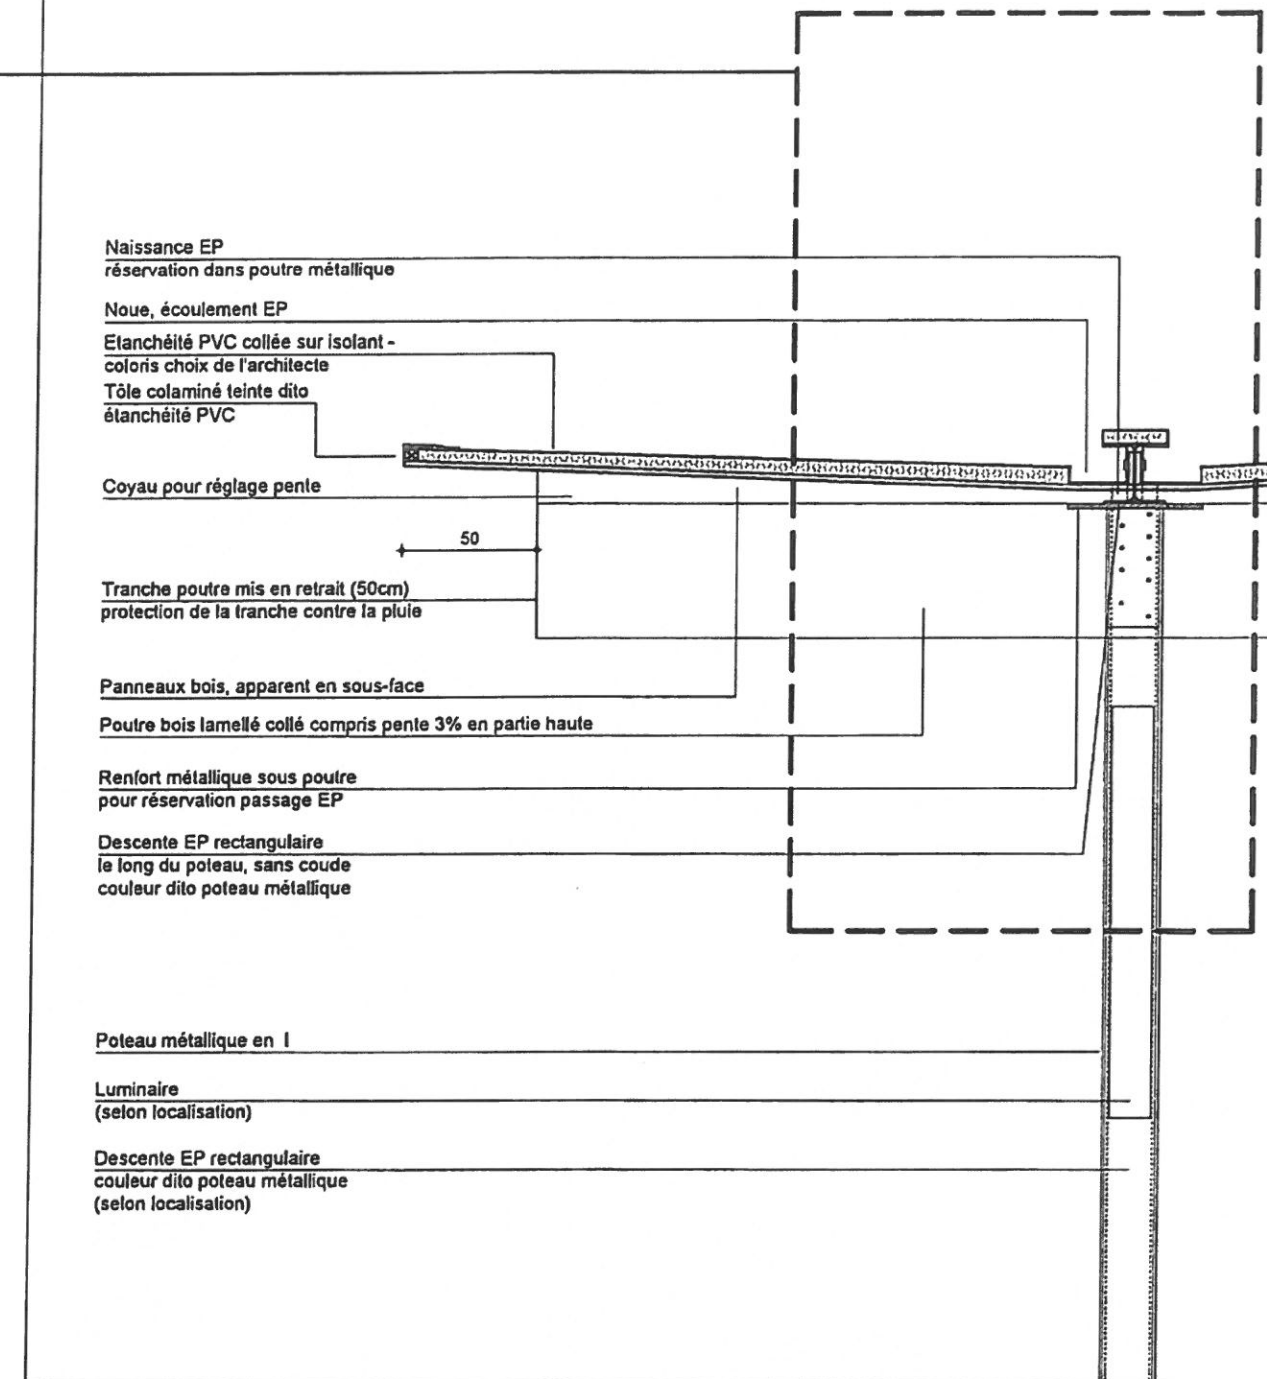 Naissance EP
réservation dans poutre métallique
Noue, écoulement EP
Etanchéité PVC collée sur isolant -
coloris choix de l'architecte
Tôle colaminé teinte dito
étanchéité PVC
Coyau pour réglage pente
50
Tranche poutre mis en retrait (50cm)
protection de la tranche contre la pluie
Panneaux bois, apparent en sous-face
Poutre bois lamellé collé compris pente 3% en partie haute
Renfort métallique sous poutre
pour réservation passage EP
Descente EP rectangulaire
le long du poteau, sans coude
couleur dito poteau métallique
Poteau métallique en I
Luminaire
(selon localisation)
Descente EP rectangulaire
couleur dito poteau métallique
(selon localisation)